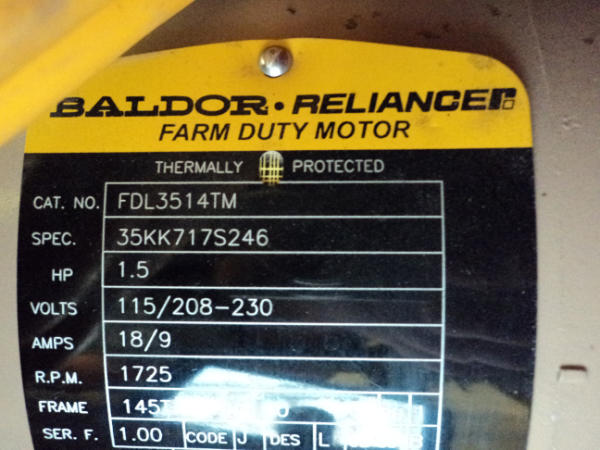 BALDOR • RELIANCE
FARM DUTY MOTOR
THERMALLY PROTECTED
CAT. NO. FDL3514TM
SPEC. 35KK717S246
HP 1.5
VOLTS 115/208-230
AMPS 18/9
R.P.M. 1725
FRAME 145T
SER. F. 1.00 CODE J DES L